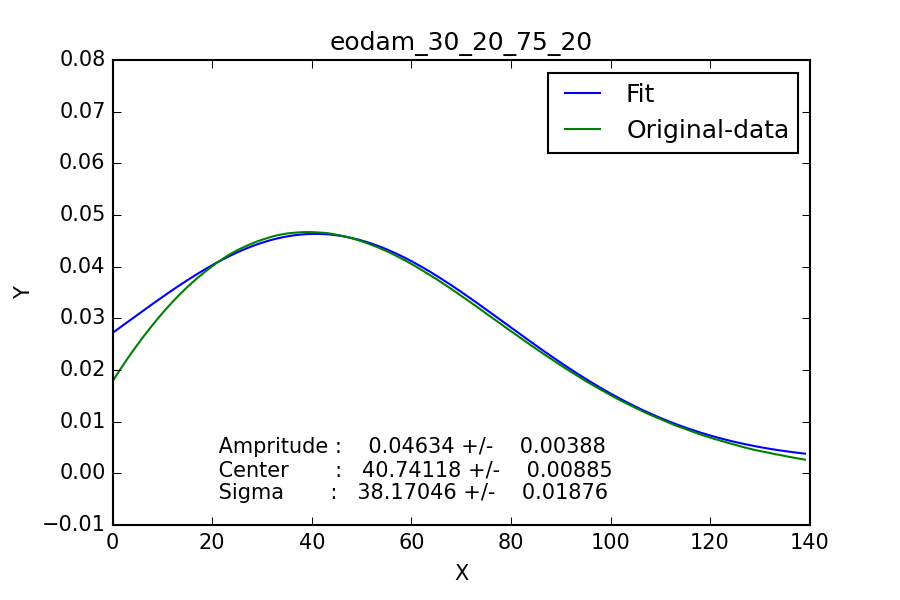 eodam_30_20_75_20
Fit
Original-data
0.08
0.07
0.06
0.05
0.04
0.03
0.02
0.01
0.00
−0.01
Y
Ampritude :    0.04634 +/-    0.00388
Center       :   40.74118 +/-    0.00885
Sigma       :   38.17046 +/-    0.01876
0 20 40 60 80 100 120 140
X